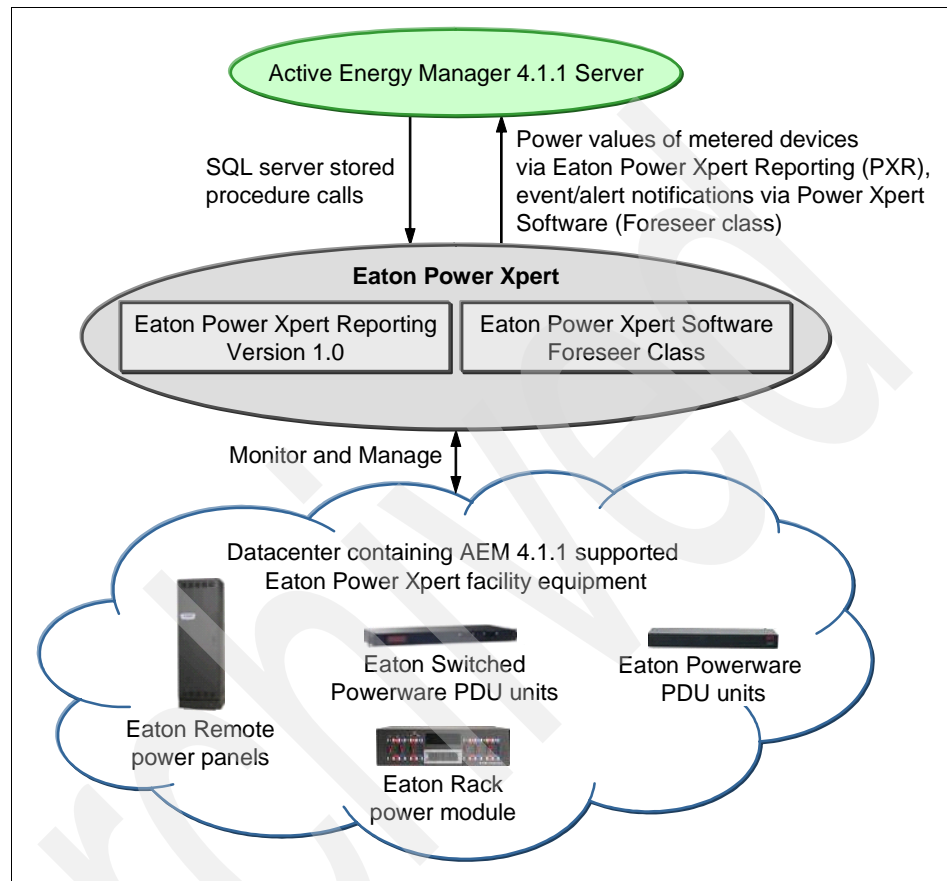 Active Energy Manager 4.1.1 Server
SQL server stored
procedure calls
Power values of metered devices
via Eaton Power Xpert Reporting (PXR),
event/alert notifications via Power Xpert
Software (Foreseer class)
Eaton Power Xpert
Eaton Power Xpert Reporting
Version 1.0
Eaton Power Xpert Software
Foreseer Class
Monitor and Manage
Datacenter containing AEM 4.1.1 supported
Eaton Power Xpert facility equipment
Eaton Switched
Powerware PDU units
Eaton Powerware
PDU units
Eaton Remote
power panels
Eaton Rack
power module
rchived